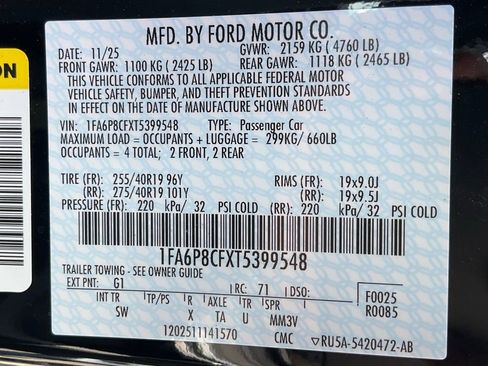 MFD. BY FORD MOTOR CO.
DATE: 11/25 GVWR: 2159 KG ( 4760 LB)
FRONT GAWR: 1100 KG ( 2425 LB) REAR GAWR: 1118 KG ( 2465 LB)
THIS VEHICLE CONFORMS TO ALL APPLICABLE FEDERAL MOTOR
VEHICLE SAFETY, BUMPER, AND THEFT PREVENTION STANDARDS
IN EFFECT ON THE DATE OF MANUFACTURE SHOWN ABOVE.
VIN: 1FA6P8CFXT5399548 TYPE: Passenger Car
MAXIMUM LOAD = OCCUPANTS + LUGGAGE = 299KG/ 660LB
OCCUPANTS = 4 TOTAL; 2 FRONT, 2 REAR
TIRE (FR): 255/40R19 96Y RIMS (FR): 19x9.0J
(RR): 275/40R19 101Y (RR): 19x9.5J
PRESSURE (FR): 220 kPa/ 32 PSI COLD (RR): 220 kPa/ 32 PSI COLD
1FA6P8CFXT5399548
TRAILER TOWING - SEE OWNER GUIDE
EXT PNT: G1 RC: 71 DSO: F0025
INT TR TP/PS R AXLE TR SPR R0085
SW X TA U MM3V
1202511141570 CMC ▽RU5A-5420472-AB
ON